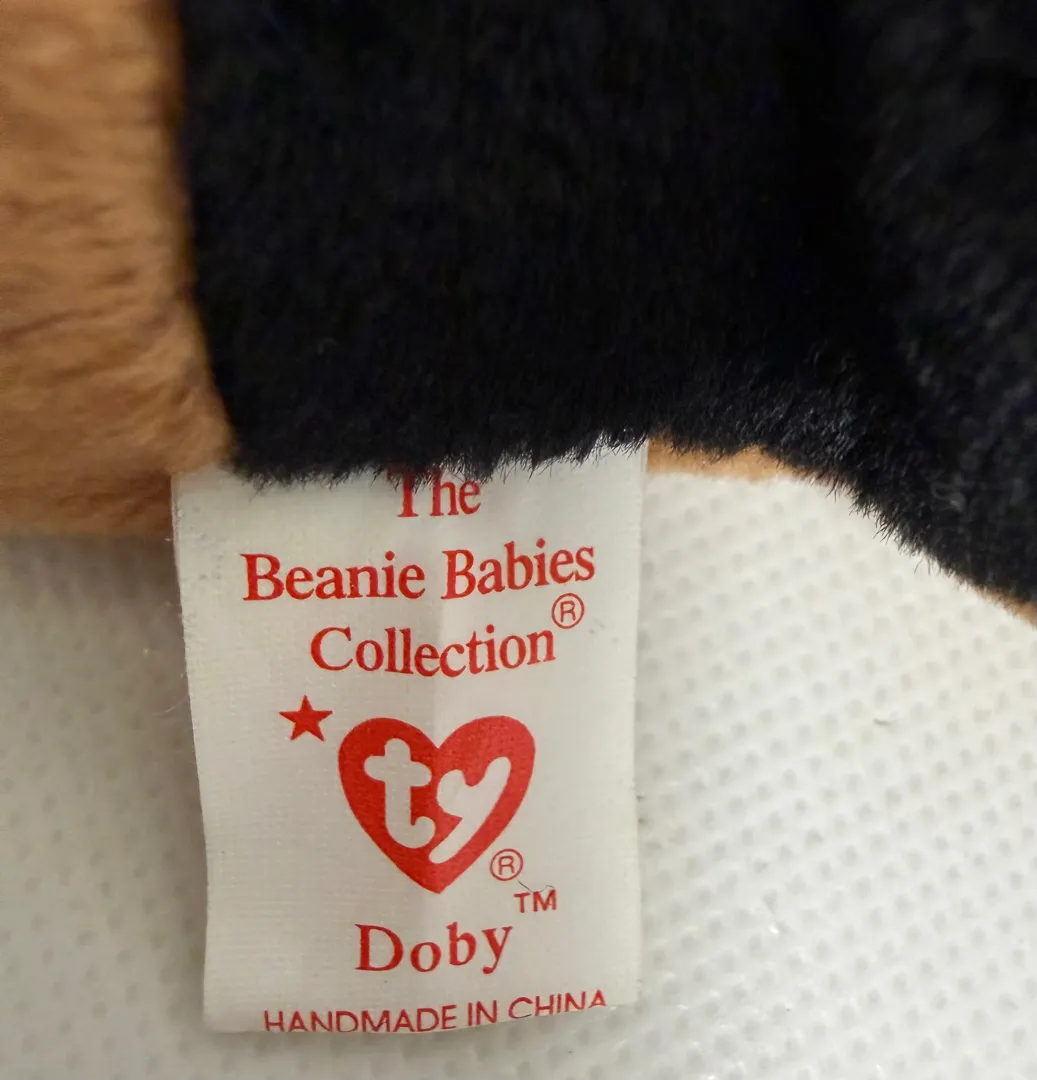 The
Beanie Babies
Collection®
ty®
™
Doby
HANDMADE IN CHINA